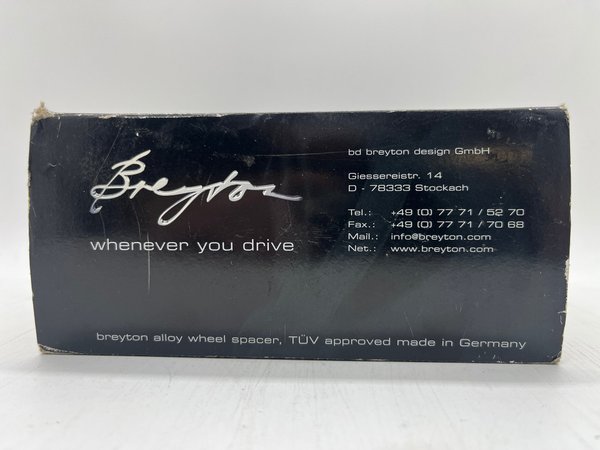 Breyton
whenever you drive
bd breyton design GmbH
Giessereistr. 14
D - 78333 Stockach
Tel.: +49 (0) 77 71 / 52 70
Fax.: +49 (0) 77 71 / 70 68
Mail.: info@breyton.com
Net.: www.breyton.com
breyton alloy wheel spacer, TÜV approved made in Germany